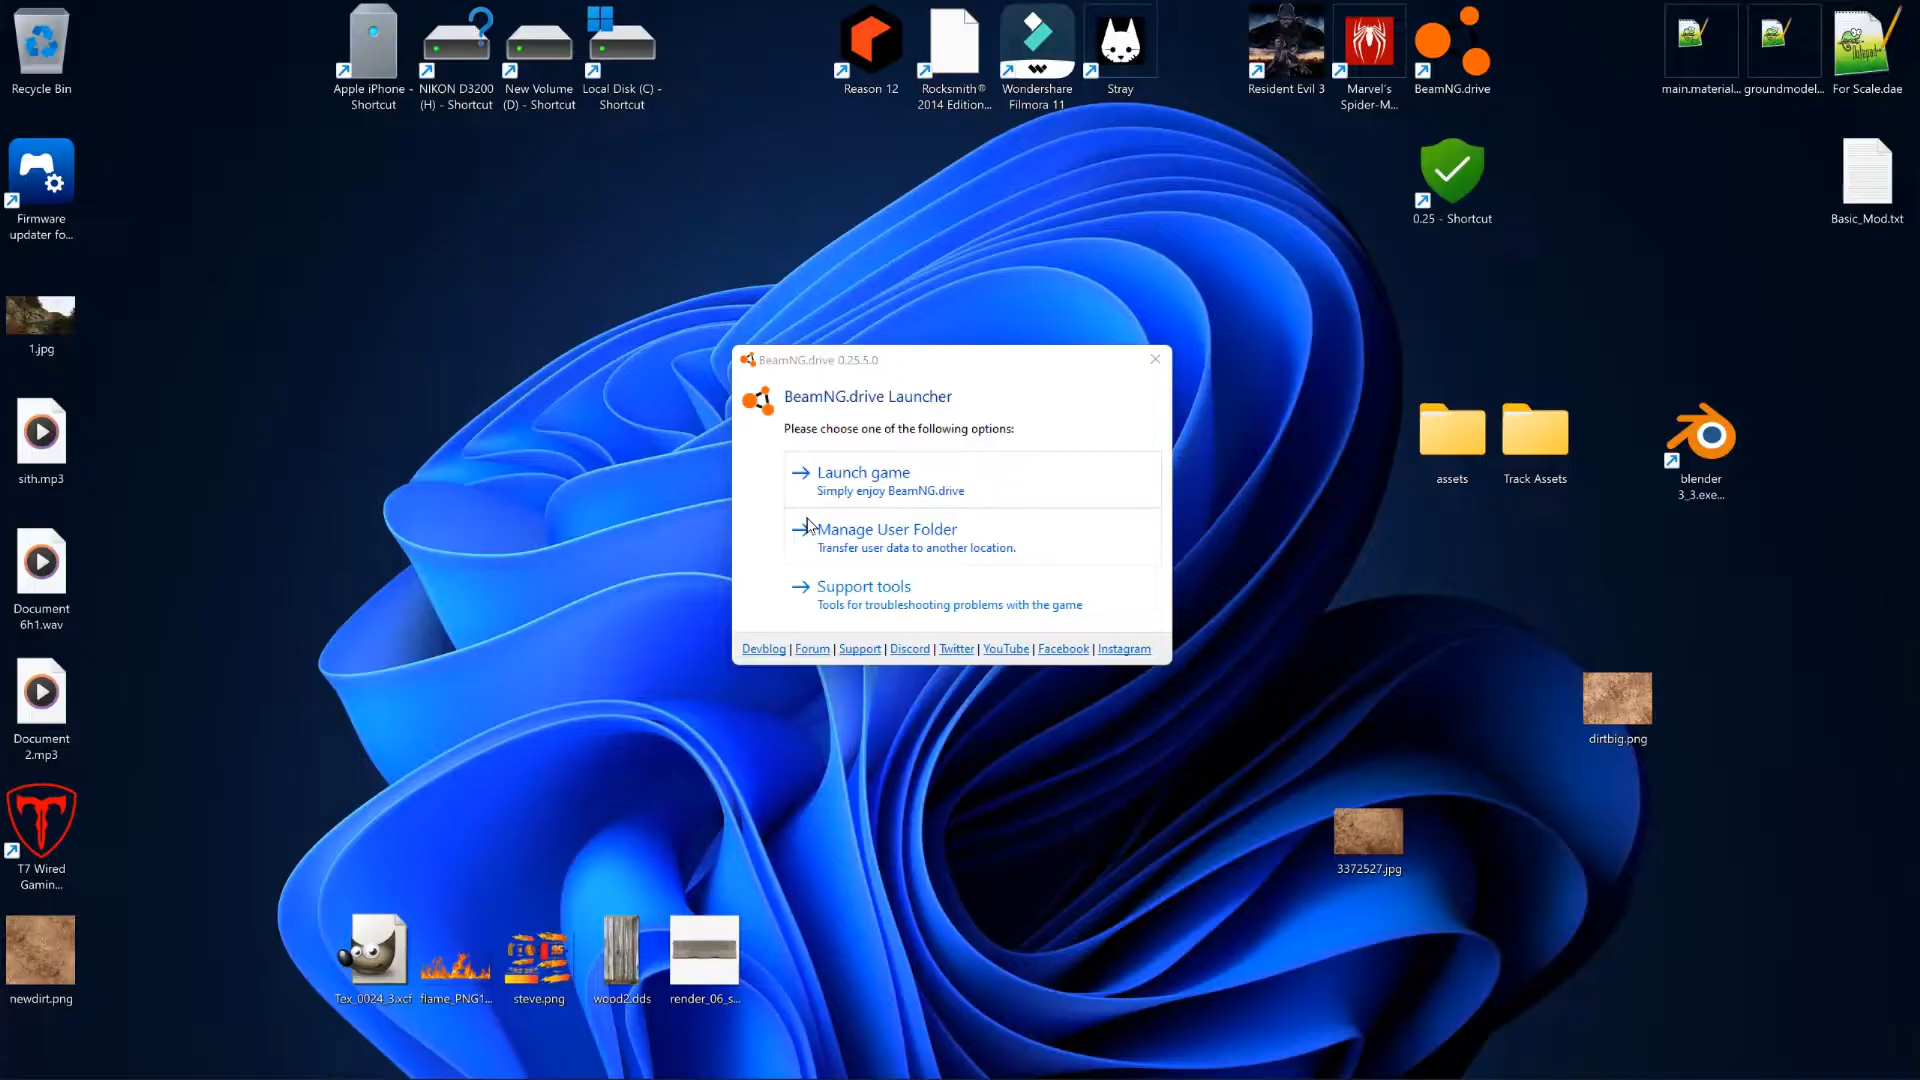 Recycle Bin
Apple iPhone -
Shortcut
NIKON D3200
(H) - Shortcut
New Volume
(D) - Shortcut
Local Disk (C) -
Shortcut
Reason 12
Rocksmith®
2014 Edition...
Wondershare
Filmora 11
Stray
Resident Evil 3
Marvel's
Spider-M...
BeamNG.drive
main.material...
groundmodel...
For Scale.dae
Firmware
updater fo...
0.25 - Shortcut
Basic_Mod.txt
1.jpg
sith.mp3
assets
Track Assets
blender
3_3.exe...
BeamNG.drive 0.25.5.0
BeamNG.drive Launcher
Please choose one of the following options:
Launch game
Simply enjoy BeamNG.drive
Manage User Folder
Transfer user data to another location.
Support tools
Tools for troubleshooting problems with the game
Devblog | Forum | Support | Discord | Twitter | YouTube | Facebook | Instagram
Document
6h1.wav
Document
2.mp3
dirtbig.png
T7 Wired
Gamin...
3372527.jpg
newdirt.png
Tex_0024_3.xcf
flame_PNG1...
steve.png
wood2.dds
render_06_s...